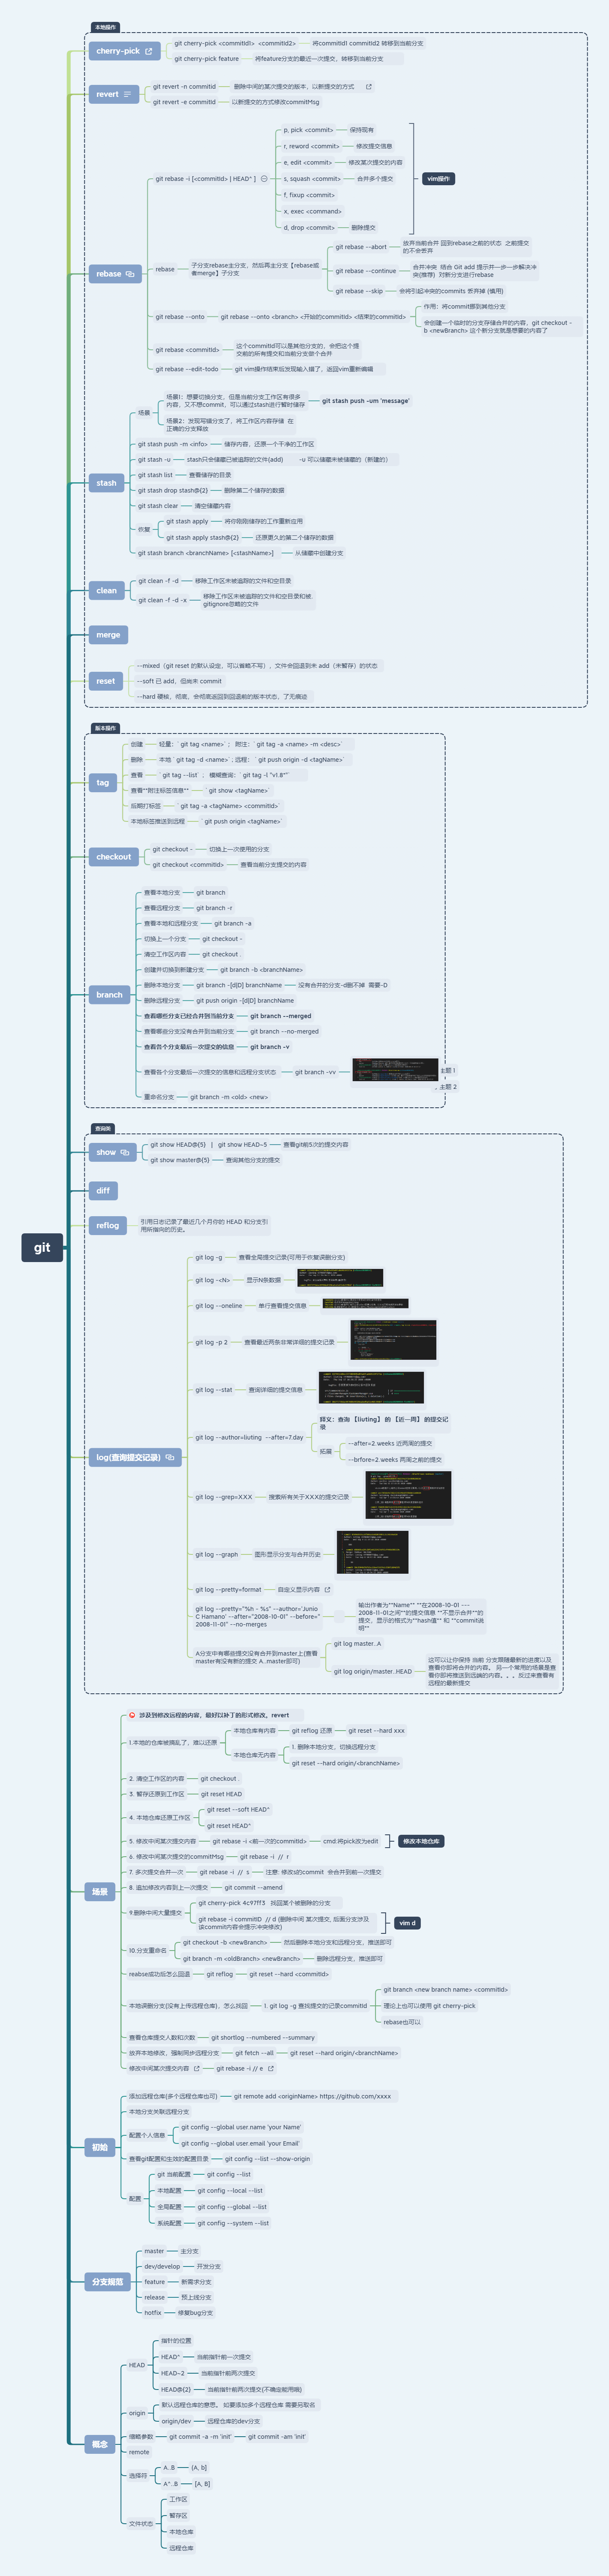 本地操作
cherry-pick
git cherry-pick <commitId1> <commitId2>
将commitId1 commitId2 转移到当前分支
git cherry-pick feature
将feature分支的最近一次提交，转移到当前分支
revert
git revert -n commitId
删除中间的某次提交的版本，以新提交的方式
git revert -e commitId
以新提交的方式修改commitMsg
rebase
git rebase -i [<commitId> | HEAD^ ]
p, pick <commit>
保持现有
r, reword <commit>
修改提交信息
e, edit <commit>
修改某次提交的内容
s, squash <commit>
合并多个提交
f, fixup <commit>
x, exec <command>
d, drop <commit>
删除提交
vim操作
rebase
子分支rebase主分支，然后再主分支【rebase或
者merge】子分支
git rebase --abort
放弃当前合并 回到rebase之前的状态 之前提交
的不会丢弃
git rebase --continue
合并冲突 结合 Git add 提示并一步一步解决冲
突(推荐) 对新分支进行rebase
git rebase --skip
会将引起冲突的commits 丢弃掉 (慎用)
git rebase --onto
git rebase --onto <branch> <开始的commitId> <结束的commitId>
作用：将commit挪到其他分支
会创建一个临时的分支存储合并的内容，git checkout -
b <newBranch> 这个新分支就是想要的内容了
git rebase <commitId>
这个commitId可以是其他分支的，会把这个提
交前的所有提交和当前分支做个合并
git rebase --edit-todo
git vim操作结束后发现输入错了，返回vim重新编辑
stash
场景
场景1：想要切换分支，但是当前分支工作区有很多
内容，又不想commit，可以通过stash进行暂时储存
git stash push -um 'message'
场景2：发现写错分支了，将工作区内容存储 在
正确的分支释放
git stash push -m <info>
储存内容，还原一个干净的工作区
git stash -u
stash只会储藏已被追踪的文件(add) -u 可以储藏未被储藏的（新建的）
git stash list
查看储存的目录
git stash drop stash@{2}
删除第二个储存的数据
git stash clear
清空储藏内容
恢复
git stash apply
将你刚刚储存的工作重新应用
git stash apply stash@{2}
还原更久的第二个储存的数据
git stash branch <branchName> [<stashName>]
从储藏中创建分支
clean
git clean -f -d
移除工作区未被追踪的文件和空目录
git clean -f -d -x
移除工作区未被追踪的文件和空目录和被
gitignore忽略的文件
merge
reset
--mixed（git reset 的默认设定，可以省略不写），文件会回退到未 add（未暂存）的状态
--soft 已 add，但尚未 commit
--hard 硬核，彻底，会彻底返回到回退前的版本状态，了无痕迹
版本操作
tag
创建
轻量：`git tag <name>`； 附注：`git tag -a <name> -m <desc>`
删除
本地 `git tag -d <name>`; 远程： `git push origin -d <tagName>`
查看
`git tag --list` ； 模糊查询：`git tag -l "v1.8*"`
查看**附注标签信息**
`git show <tagName>`
后期打标签
`git tag -a <tagName> <commitId>`
本地标签推送到远程
`git push origin <tagName>`
checkout
git checkout -
切换上一次使用的分支
git checkout <commitId>
查看当前分支提交的内容
branch
查看本地分支
git branch
查看远程分支
git branch -r
查看本地和远程分支
git branch -a
切换上一个分支
git checkout -
清空工作区内容
git checkout .
创建并切换到新建分支
git branch -b <branchName>
删除本地分支
git branch -[d|D] branchName
没有合并的分支-d删不掉 需要-D
删除远程分支
git push origin -[d|D] branchName
查看哪些分支已经合并到当前分支
git branch --merged
查看哪些分支没有合并到当前分支
git branch --no-merged
查看各个分支最后一次提交的信息
git branch -v
查看各个分支最后一次提交的信息和远程分支状态
git branch -vv
主题 1
主题 2
重命名分支
git branch -m <old> <new>
查询类
show
git show HEAD@{5} | git show HEAD~5
查看git前5次的提交内容
git show master@{5}
查询其他分支的提交
diff
reflog
引用日志记录了最近几个月你的 HEAD 和分支引
用所指向的历史。
git
log(查询提交记录)
git log -g
查看全局提交记录(可用于恢复误删分支)
git log -<N>
显示N条数据
git log --oneline
单行查看提交信息
git log -p 2
查看最近两条非常详细的提交记录
git log --stat
查询详细的提交信息
git log --author=liuting --after=7.day
释义：查询 【liuting】 的 【近一周】 的提交记
录
拓展
--after=2.weeks 近两周的提交
--brfore=2.weeks 两周之前的提交
git log --grep=XXX
搜索所有关于XXX的提交记录
git log --graph
图形显示分支与合并历史
git log --pretty=format
自定义显示内容
git log --pretty="%h - %s" --author='Junio
C Hamano' --after="2008-10-01" --before="
2008-11-01" --no-merges
输出作者为**Name** **在2008-10-01 ---
2008-11-01之间**的提交信息 **不显示合并**的
提交，显示的格式为**hash值** 和 **commit说
明**
A分支中有哪些提交没有合并到master上(查看
master有没有新的提交 A..master即可)
git log master..A
git log origin/master..HEAD
这可以让你保持 当前 分支跟随最新的进度以及
查看你即将合并的内容。 另一个常用的场景是查
看你即将推送到远端的内容。。。反过来查看有
远程的最新提交
场景
涉及到修改远程的内容，最好以补丁的形式修改。revert
1.本地的仓库被搞乱了，难以还原
本地仓库有内容
git reflog 还原
git reset --hard xxx
本地仓库无内容
1. 删除本地分支，切换远程分支
git reset --hard origin/<branchName>
2. 清空工作区的内容
git checkout .
3. 暂存还原到工作区
git reset HEAD
4. 本地仓库还原工作区
git reset --soft HEAD^
git reset HEAD^
5. 修改中间某次提交内容
git rebase -i <前一次的commitId>
cmd:将pick改为edit
修改本地仓库
6. 修改中间某次提交的commitMsg
git rebase -i // r
7. 多次提交合并一次
git rebase -i // s
注意: 修改s的commit 会合并到前一次提交
8. 追加修改内容到上一次提交
git commit --amend
9.删除中间大量提交
git cherry-pick 4c97ff3 找回某个被删除的分支
git rebase -i commitID // d (删除中间 某次提交, 后面分支涉及
该commit内容会提示冲突修改)
vim d
10.分支重命名
git checkout -b <newBranch>
然后删除本地分支和远程分支，推送即可
git branch -m <oldBranch> <newBranch>
删除远程分支，推送即可
reabse成功后怎么回退
git reflog
git reset --hard <commitId>
本地误删分支(没有上传远程仓库)，怎么找回
1. git log -g 查找提交的记录commitId
git branch <new branch name> <commitId>
理论上也可以使用 git cherry-pick
rebase也可以
查看仓库提交人数和次数
git shortlog --numbered --summary
放弃本地修改，强制同步远程分支
git fetch --all
git reset --hard origin/<branchName>
修改中间某次提交内容
git rebase -i // e
初始
添加远程仓库(多个远程仓库也可)
git remote add <originName> https://github.com/xxxx
本地分支关联远程分支
配置个人信息
git config --global user.name 'your Name'
git config --global user.email 'your Email'
查看git配置和生效的配置目录
git config --list --show-origin
配置
git 当前配置
git config --list
本地配置
git config --local --list
全局配置
git config --global --list
系统配置
git config --system --list
分支规范
master
主分支
dev/develop
开发分支
feature
新需求分支
release
预上线分支
hotfix
修复bug分支
概念
HEAD
指针的位置
HEAD^
当前指针前一次提交
HEAD~2
当前指针前两次提交
HEAD@{2}
当前指针前两次提交(不确定能用哦)
origin
默认远程仓库的意思。 如要添加多个远程仓库 需要另取名
origin/dev
远程仓库的dev分支
缩略参数
git commit -a -m 'init'
git commit -am 'init'
remote
选择符
A..B
(A, b]
A^..B
[A, B]
文件状态
工作区
暂存区
本地仓库
远程仓库